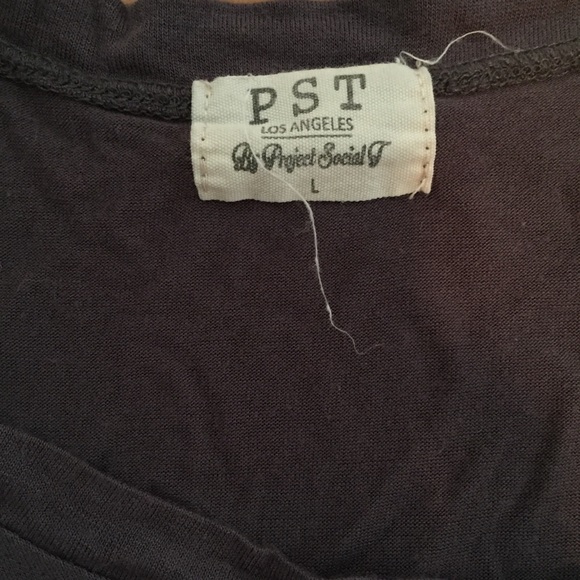 PST
LOS ANGELES
By Project Social T
L